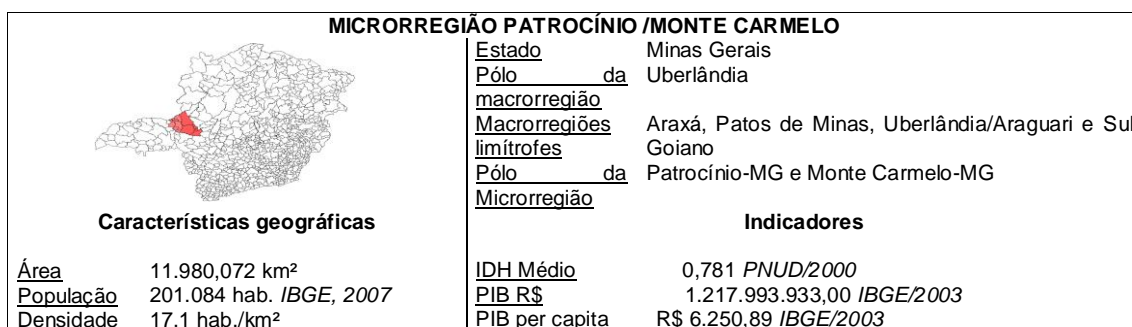 MICRORREGIÃO PATROCÍNIO /MONTE CARMELO
Estado Minas Gerais
Pólo da macrorregião Uberlândia
Macrorregiões limítrofes Araxá, Patos de Minas, Uberlândia/Araguari e Sul Goiano
Pólo da Microrregião Patrocínio-MG e Monte Carmelo-MG
Características geográficas
Área 11.980,072 km²
População 201.084 hab. IBGE, 2007
Densidade 17,1 hab./km²
Indicadores
IDH Médio 0,781 PNUD/2000
PIB R$ 1.217.993.933,00 IBGE/2003
PIB per capita R$ 6.250,89 IBGE/2003